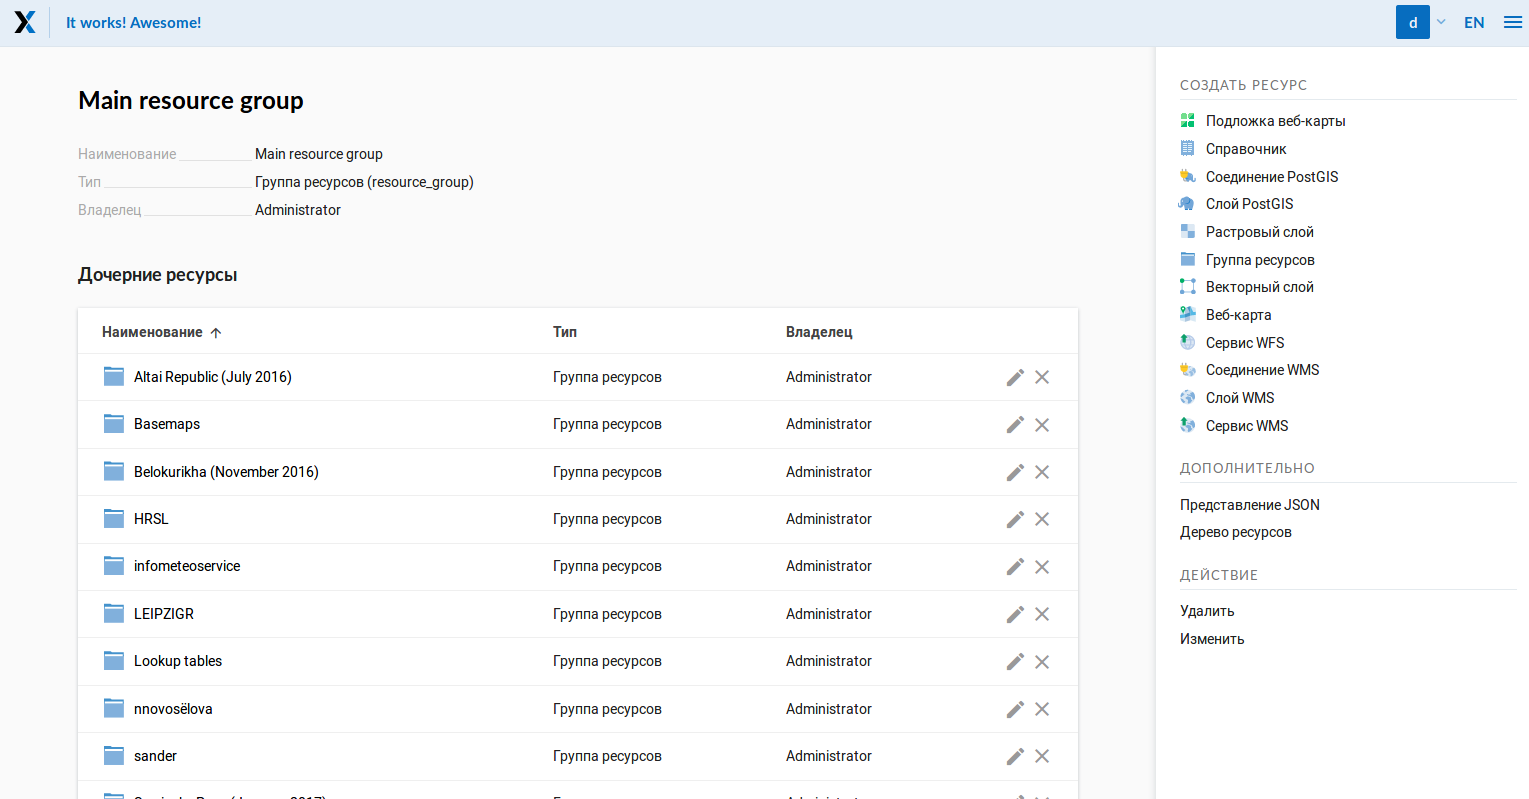 It works! Awesome!
d
EN
Main resource group
Наименование Main resource group
Тип Группа ресурсов (resource_group)
Владелец Administrator
Дочерние ресурсы
Наименование Тип Владелец
Altai Republic (July 2016) Группа ресурсов Administrator
Basemaps Группа ресурсов Administrator
Belokurikha (November 2016) Группа ресурсов Administrator
HRSL Группа ресурсов Administrator
infometeoservice Группа ресурсов Administrator
LEIPZIGR Группа ресурсов Administrator
Lookup tables Группа ресурсов Administrator
nnovosëlova Группа ресурсов Administrator
sander Группа ресурсов Administrator
СОЗДАТЬ РЕСУРС
Подложка веб-карты
Справочник
Соединение PostGIS
Слой PostGIS
Растровый слой
Группа ресурсов
Векторный слой
Веб-карта
Сервис WFS
Соединение WMS
Слой WMS
Сервис WMS
ДОПОЛНИТЕЛЬНО
Представление JSON
Дерево ресурсов
ДЕЙСТВИЕ
Удалить
Изменить